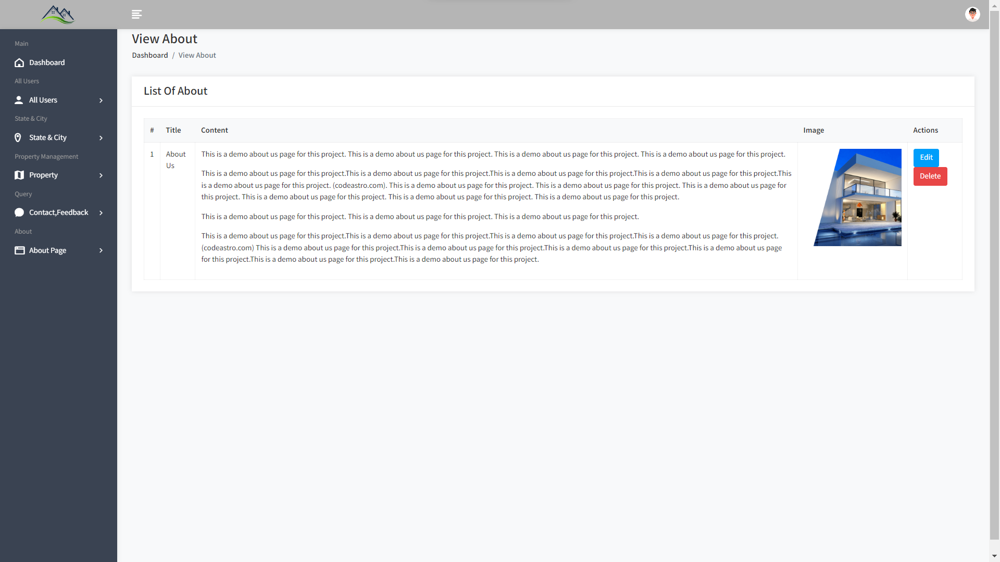 View About
Dashboard / View About
Main
Dashboard
All Users
All Users
State & City
State & City
Property Management
Property
Query
Contact,Feedback
About
About Page
List Of About
# Title Content Image Actions
1 About Us
This is a demo about us page for this project. This is a demo about us page for this project. This is a demo about us page for this project. This is a demo about us page for this project.
This is a demo about us page for this project.This is a demo about us page for this project.This is a demo about us page for this project.This is a demo about us page for this project.This
is a demo about us page for this project. (codeastro.com). This is a demo about us page for this project. This is a demo about us page for this project. This is a demo about us page for
this project. This is a demo about us page for this project. This is a demo about us page for this project. This is a demo about us page for this project.
This is a demo about us page for this project. This is a demo about us page for this project. This is a demo about us page for this project.
This is a demo about us page for this project.This is a demo about us page for this project.This is a demo about us page for this project.This is a demo about us page for this project.
(codeastro.com) This is a demo about us page for this project.This is a demo about us page for this project.This is a demo about us page for this project.This is a demo about us page
for this project.This is a demo about us page for this project.This is a demo about us page for this project.
Edit
Delete